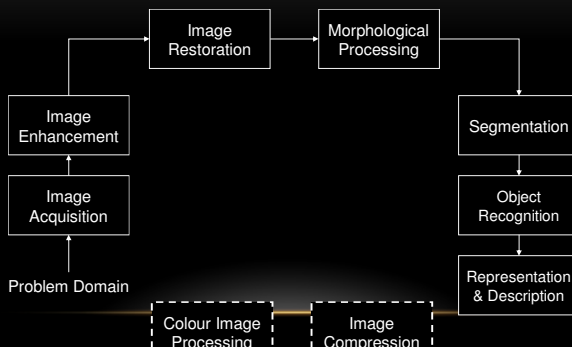 Image
Restoration
Morphological
Processing
Image
Enhancement
Segmentation
Image
Acquisition
Object
Recognition
Problem Domain
Representation
& Description
Colour Image
Processing
Image
Compression